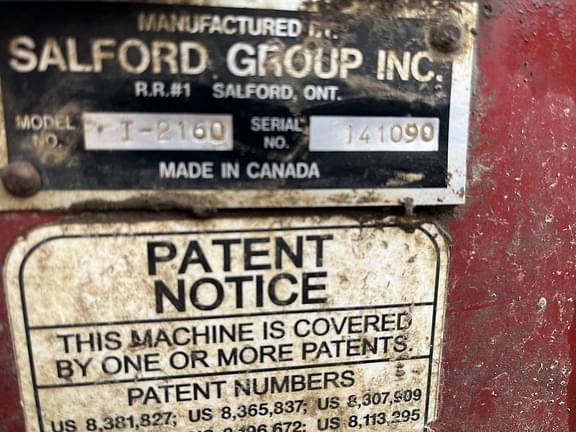 MANUFACTURED BY:
SALFORD GROUP INC.
R.R.#1 SALFORD, ONT.
MODEL NO. I-2160 SERIAL NO. 141090
MADE IN CANADA
PATENT
NOTICE
THIS MACHINE IS COVERED
BY ONE OR MORE PATENTS.
PATENT NUMBERS
US 8,381,827; US 8,365,837; US 8,307,909
US 8,113,295